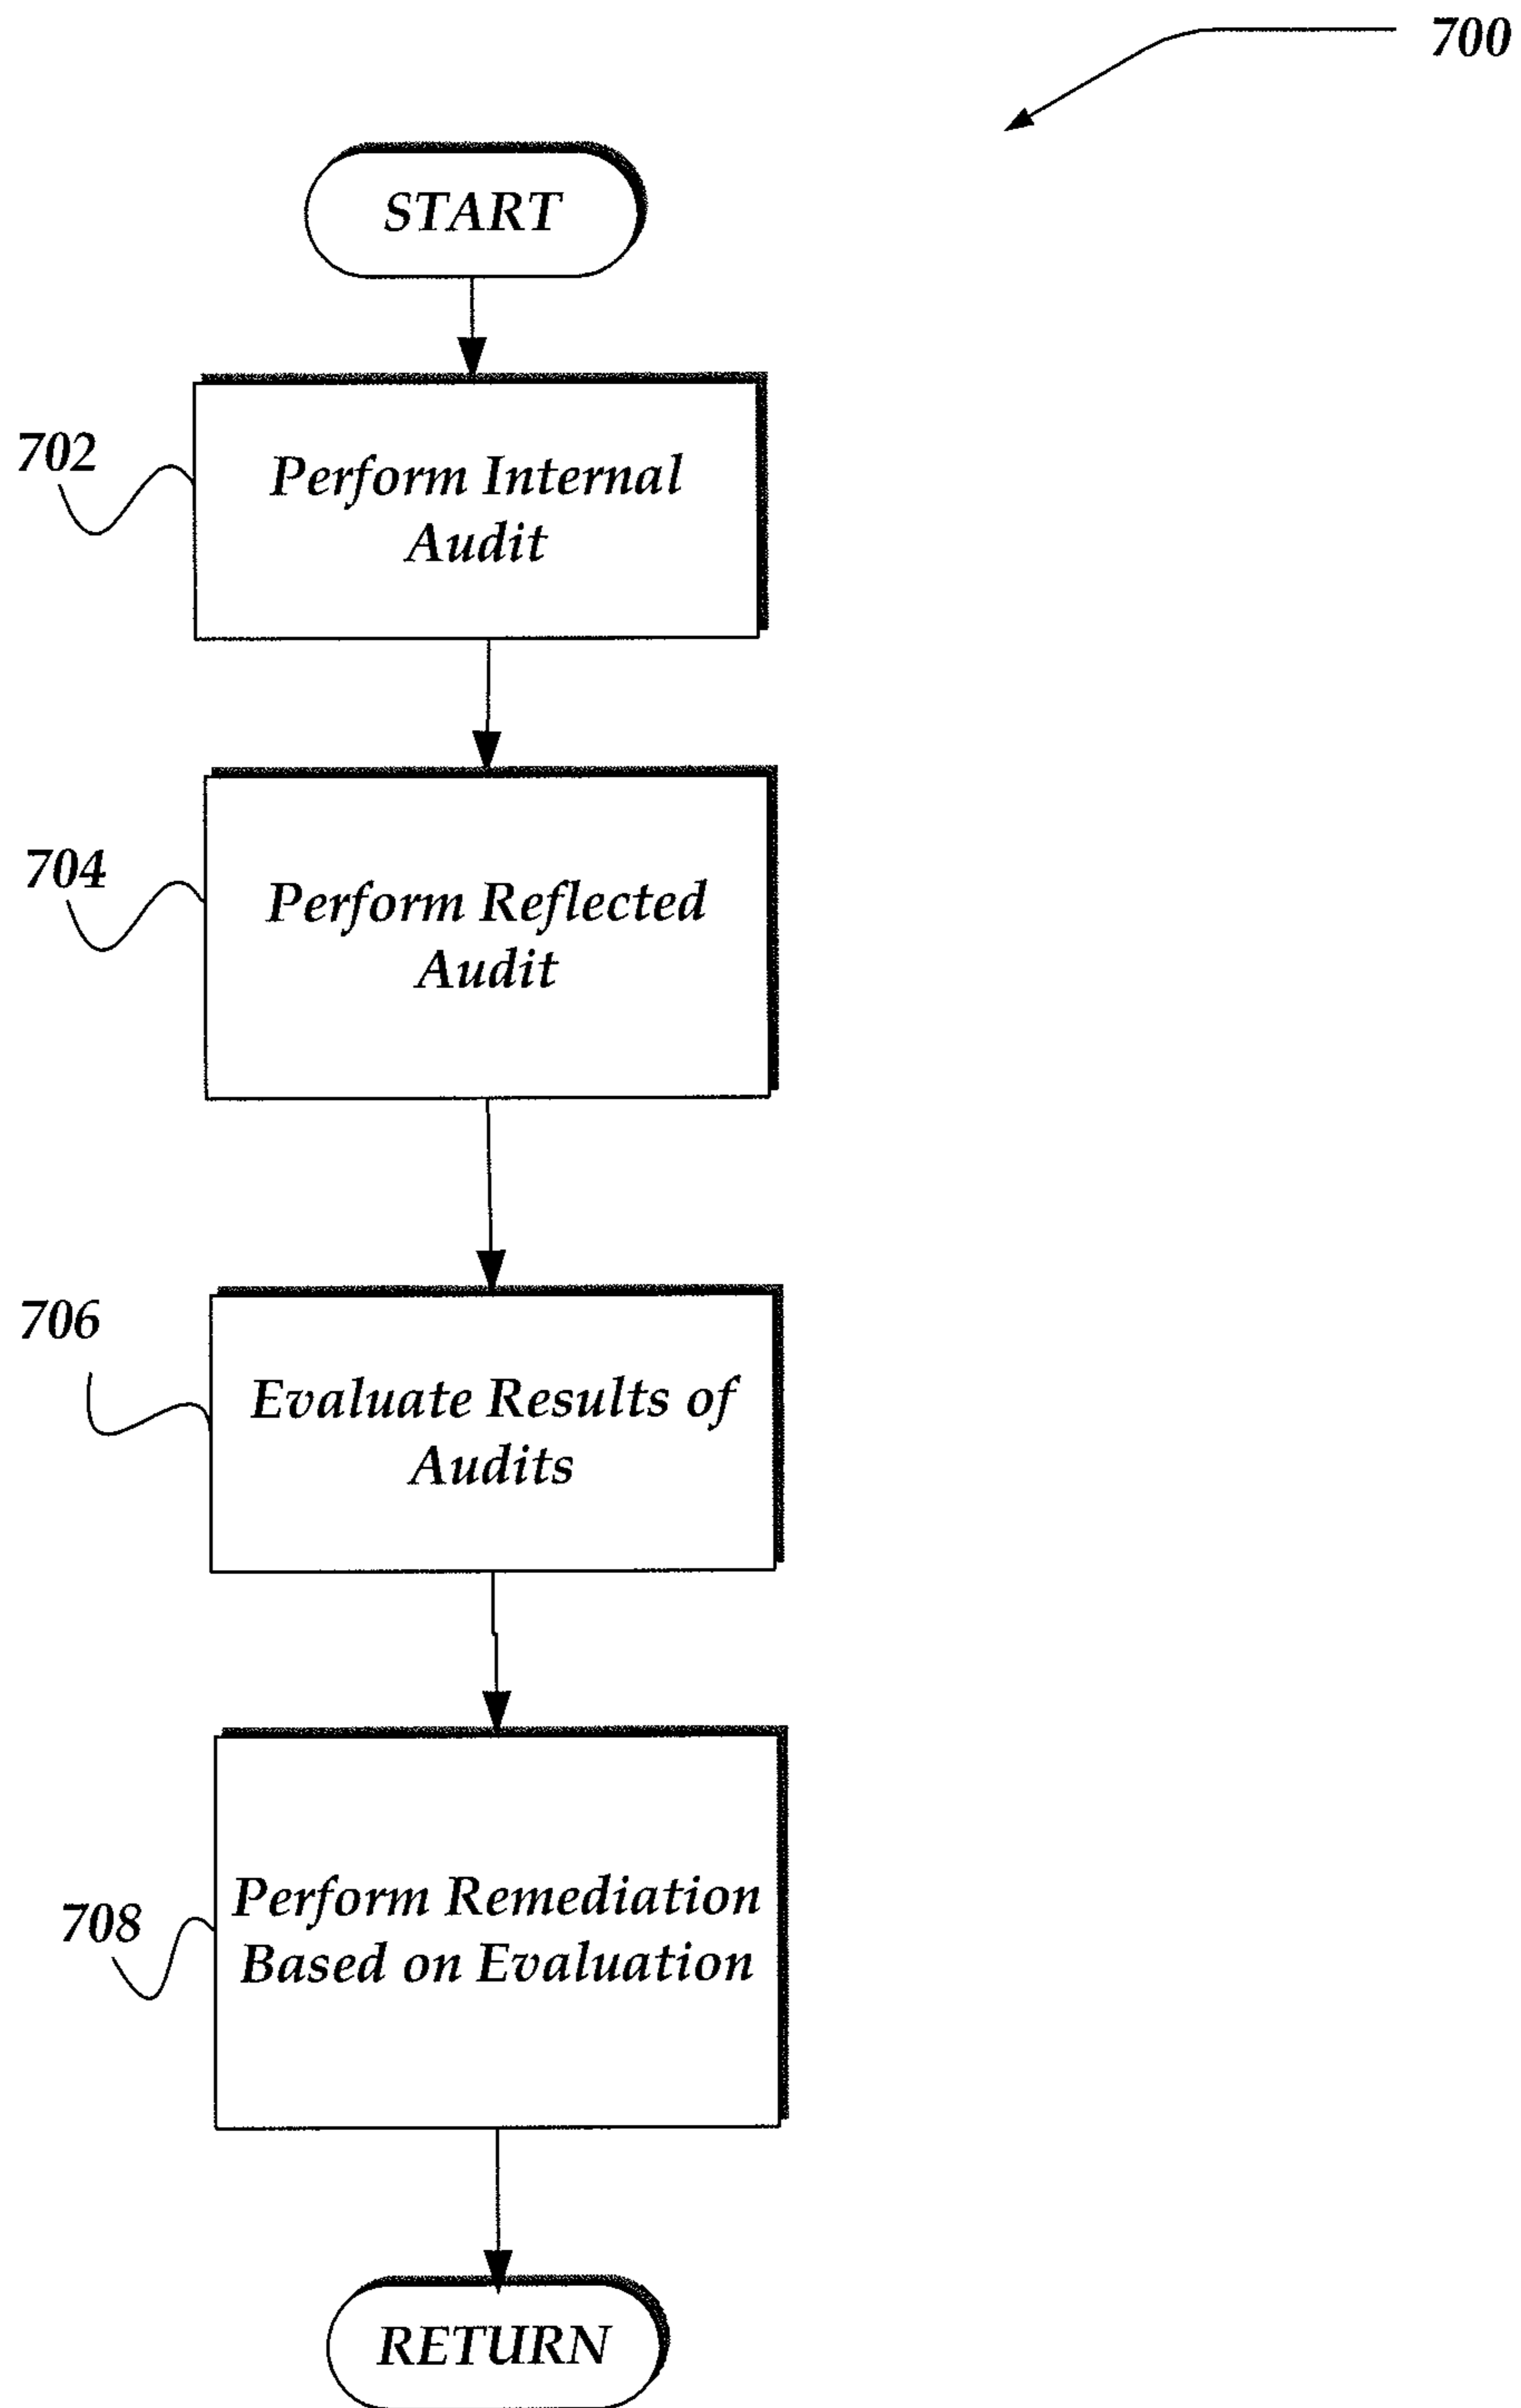 700
START
702
Perform Internal
Audit
704
Perform Reflected
Audit
706
Evaluate Results of
Audits
708
Perform Remediation
Based on Evaluation
RETURN